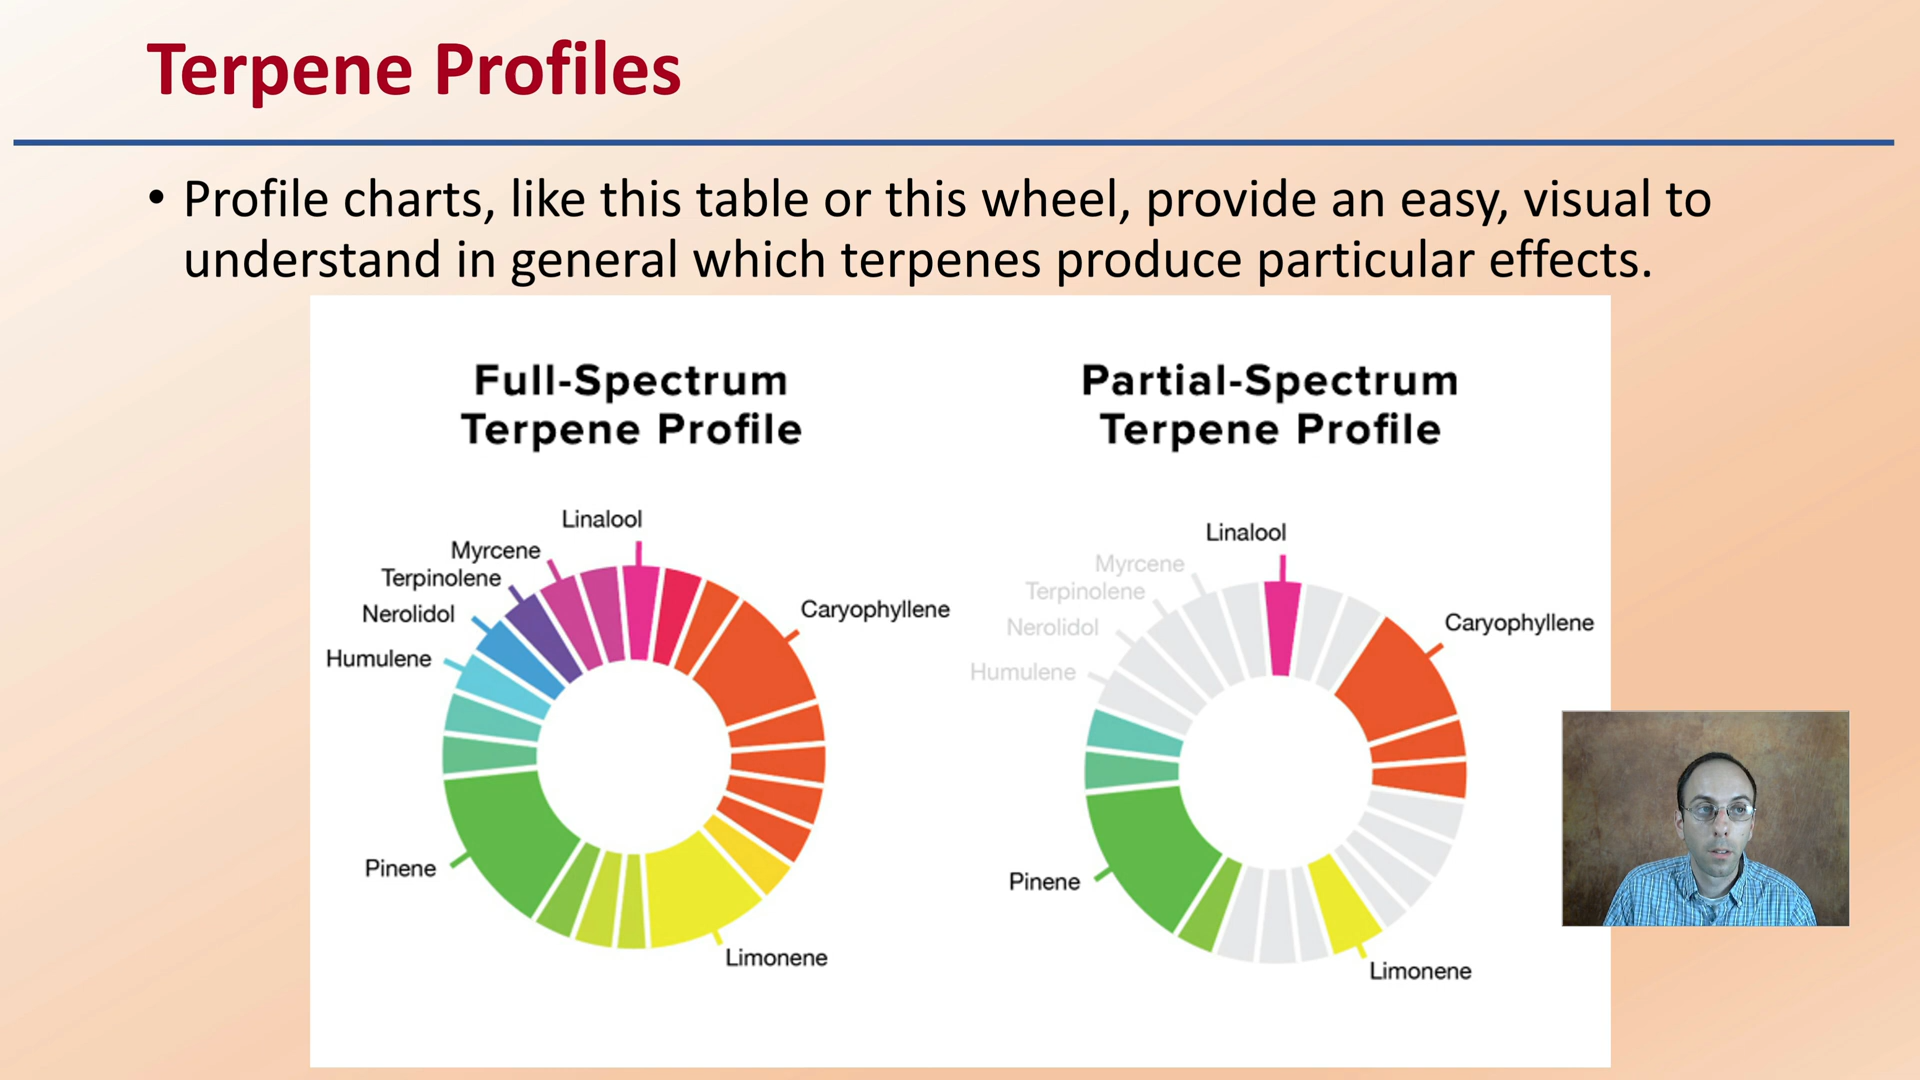 Terpene Profiles
• Profile charts, like this table or this wheel, provide an easy, visual to
understand in general which terpenes produce particular effects.
Full-Spectrum
Terpene Profile
Linalool
Myrcene
Terpinolene
Nerolidol
Humulene
Caryophyllene
Pinene
Limonene
Partial-Spectrum
Terpene Profile
Linalool
Myrcene
Terpinolene
Nerolidol
Humulene
Caryophyllene
Pinene
Limonene